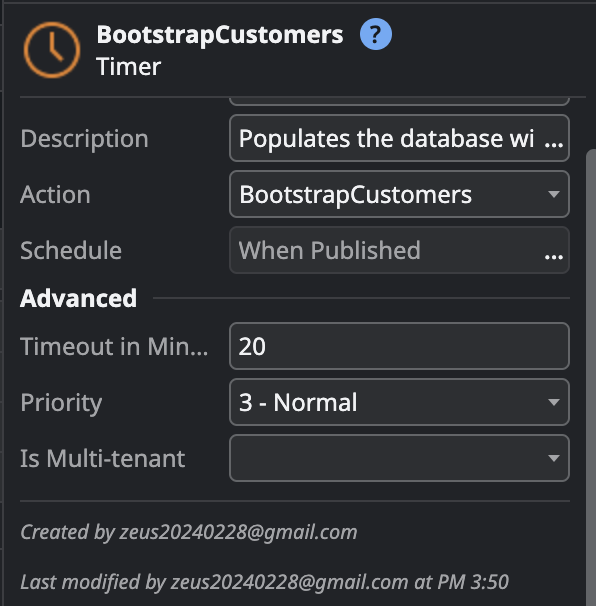 BootstrapCustomers ?
Timer
Description Populates the database wi ...
Action BootstrapCustomers
Schedule When Published ...
Advanced
Timeout in Min... 20
Priority 3 - Normal
Is Multi-tenant
Created by zeus20240228@gmail.com
Last modified by zeus20240228@gmail.com at PM 3:50